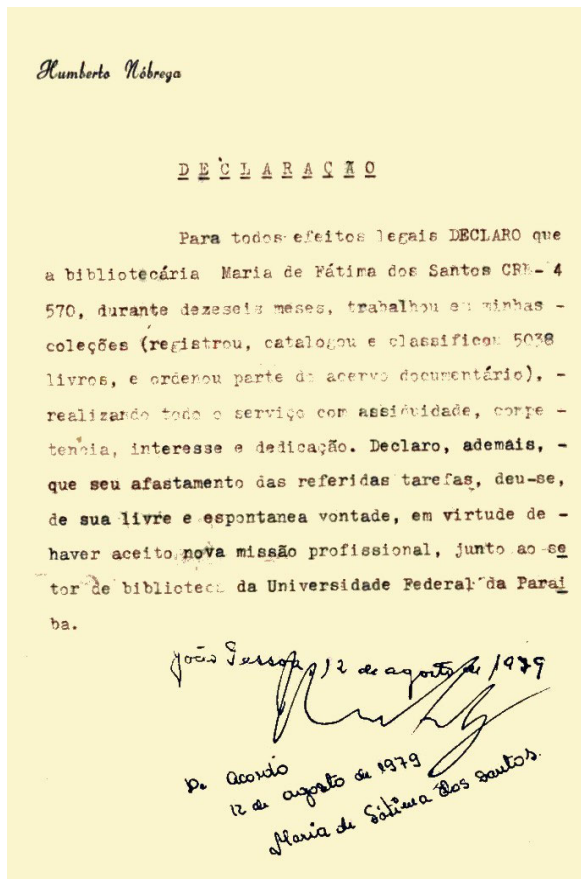 Humberto Nóbrega
DECLARAÇÃO
Para todos efeitos legais DECLARO que
a bibliotecária Maria de Fátima dos Santos CRB- 4
570, durante dezeseis meses, trabalhou em minhas -
coleções (registrou, catalogou e classificou 5038
livros, e ordenou parte do acervo documentário), -
realizando todo o serviço com assiduidade, compe -
tencia, interesse e dedicação. Declaro, ademais, -
que seu afastamento das referidas tarefas, deu-se,
de sua livre e espontanea vontade, em virtude de -
haver aceito nova missão profissional, junto ao se
tor de biblioteca da Universidade Federal da Parai
ba.
João Pessoa, 12 de agosto de 1979
De Acordo
12 de agosto de 1979
Maria de Fátima dos Santos.